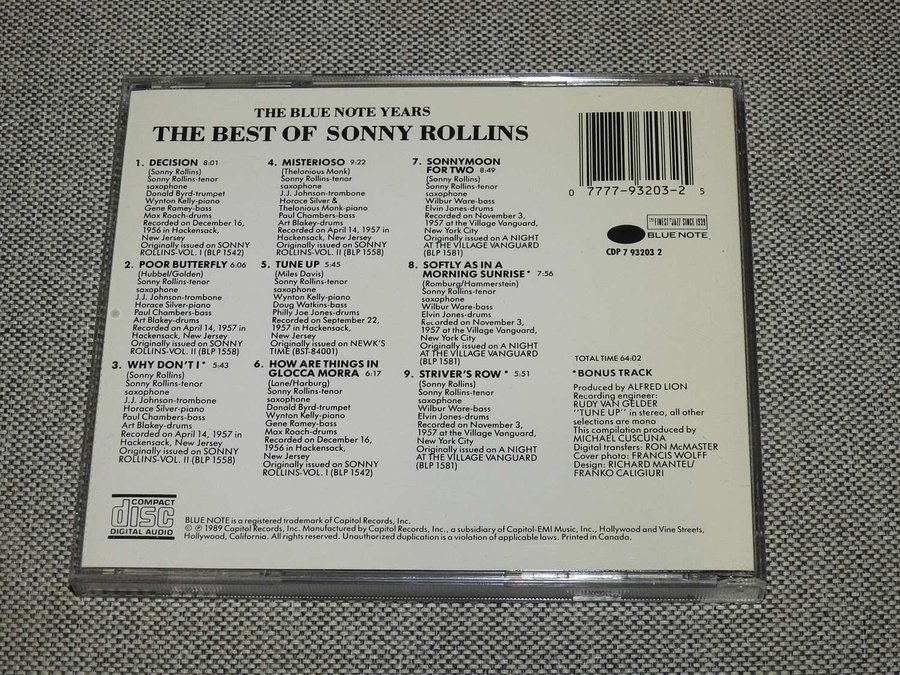 THE BLUE NOTE YEARS
THE BEST OF SONNY ROLLINS
1. DECISION 8:01
(Sonny Rollins)
Sonny Rollins-tenor
saxophone
Donald Byrd-trumpet
Wynton Kelly-piano
Gene Ramey-bass
Max Roach-drums
Recorded on December 16,
1956 in Hackensack,
New Jersey
Originally issued on SONNY
ROLLINS-VOL. I (BLP 1542)
2. POOR BUTTERFLY 6:06
(Hubbel/Golden)
Sonny Rollins-tenor
saxophone
J.J. Johnson-trombone
Horace Silver-piano
Paul Chambers-bass
Art Blakey-drums
Recorded on April 14, 1957 in
Hackensack, New Jersey
Originally issued on SONNY
ROLLINS-VOL. II (BLP 1558)
3. WHY DON'T I * 5:43
(Sonny Rollins)
Sonny Rollins-tenor
saxophone
J.J. Johnson-trombone
Horace Silver-piano
Paul Chambers-bass
Art Blakey-drums
Recorded on April 14, 1957 in
Hackensack, New Jersey
Originally issued on SONNY
ROLLINS-VOL. II (BLP 1558)
4. MISTERIOSO 9:22
(Thelonious Monk)
Sonny Rollins-tenor
saxophone
J.J. Johnson-trombone
Horace Silver &
Thelonious Monk-piano
Paul Chambers-bass
Art Blakey-drums
Recorded on April 14, 1957 in
Hackensack, New Jersey
Originally issued on SONNY
ROLLINS-VOL. II (BLP 1558)
5. TUNE UP 5:45
(Miles Davis)
Sonny Rollins-tenor
saxophone
Wynton Kelly-piano
Doug Watkins-bass
Philly Joe Jones-drums
Recorded on September 22,
1957 in Hackensack,
New Jersey
Originally issued on NEWK'S
TIME (BST-84001)
6. HOW ARE THINGS IN
GLOCCA MORRA 6:17
(Lane/Harburg)
Sonny Rollins-tenor
saxophone
Donald Byrd-trumpet
Wynton Kelly-piano
Gene Ramey-bass
Max Roach-drums
Recorded on December 16,
1956 in Hackensack,
New Jersey
Originally issued on SONNY
ROLLINS-VOL. I (BLP 1542)
7. SONNYMOON
FOR TWO 8:49
(Sonny Rollins)
Sonny Rollins-tenor
saxophone
Wilbur Ware-bass
Elvin Jones-drums
Recorded on November 3,
1957 at the Village Vanguard,
New York City
Originally issued on A NIGHT
AT THE VILLAGE VANGUARD
(BLP 1581)
8. SOFTLY AS IN A
MORNING SUNRISE * 7:56
(Romburg/Hammerstein)
Sonny Rollins-tenor
saxophone
Wilbur Ware-bass
Elvin Jones-drums
Recorded on November 3,
1957 at the Village Vanguard,
New York City
Originally issued on A NIGHT
AT THE VILLAGE VANGUARD
(BLP 1581)
9. STRIVER'S ROW * 5:51
(Sonny Rollins)
Sonny Rollins-tenor
saxophone
Wilbur Ware-bass
Elvin Jones-drums
Recorded on November 3,
1957 at the Village Vanguard,
New York City
Originally issued on A NIGHT
AT THE VILLAGE VANGUARD
(BLP 1581)
0 77777-93203-2 5
THE FINEST IN JAZZ SINCE 1939
BLUE NOTE
CDP 7 93203 2
TOTAL TIME 64:02
*BONUS TRACK
Produced by ALFRED LION
Recording engineer:
RUDY VAN GELDER
"TUNE UP" in stereo, all other
selections are mono
This compilation produced by
MICHAEL CUSCUNA
Digital transfers: RON McMASTER
Cover photo: FRANCIS WOLFF
Design: RICHARD MANTEL/
FRANKO CALIGIURI
COMPACT
disc
DIGITAL AUDIO
BLUE NOTE is a registered trademark of Capitol Records, Inc.
© ℗ 1989 Capitol Records, Inc. Manufactured by Capitol Records, Inc., a subsidiary of Capitol-EMI Music, Inc., Hollywood and Vine Streets,
Hollywood, California. All rights reserved. Unauthorized duplication is a violation of applicable laws. Printed in Canada.